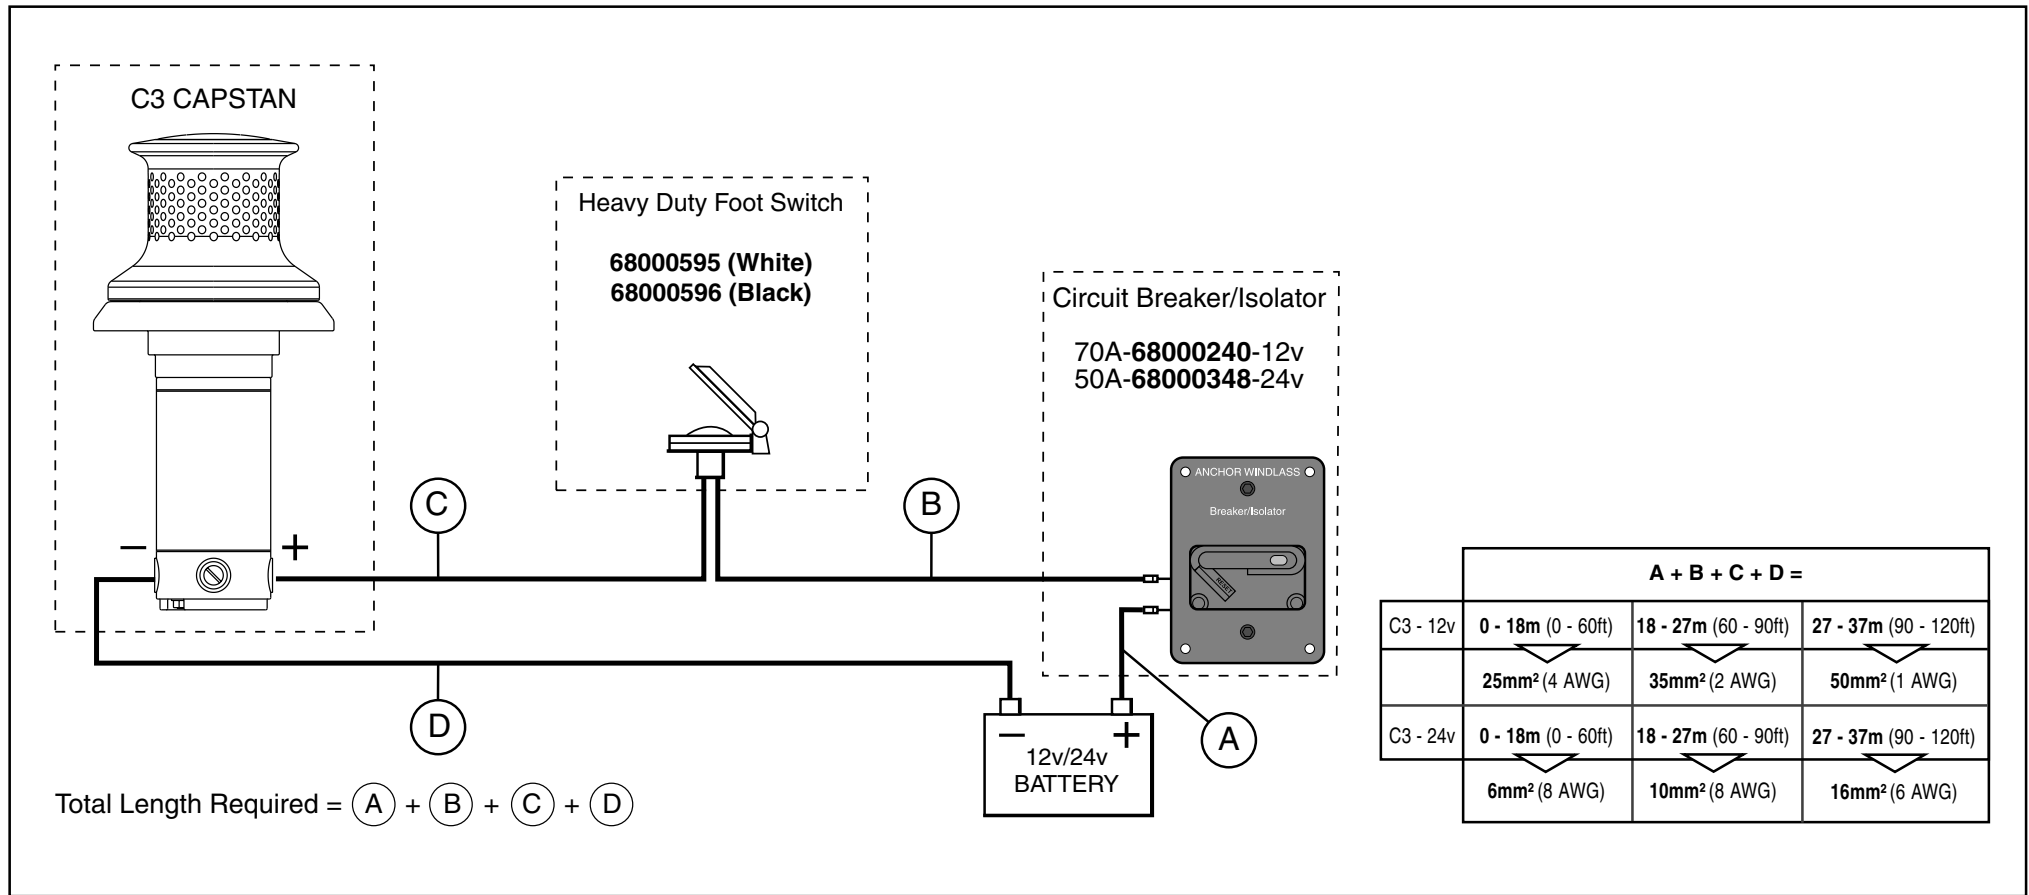 C3 CAPSTAN
− +
Heavy Duty Foot Switch
68000595 (White)
68000596 (Black)
Circuit Breaker/Isolator
70A-68000240-12v
50A-68000348-24v
ANCHOR WINDLASS
Breaker/Isolator
RESET
C
B
D
A
− +
12v/24v
BATTERY
Total Length Required = A + B + C + D
A + B + C + D =
C3 - 12v 0 - 18m (0 - 60ft) 18 - 27m (60 - 90ft) 27 - 37m (90 - 120ft)
25mm² (4 AWG) 35mm² (2 AWG) 50mm² (1 AWG)
C3 - 24v 0 - 18m (0 - 60ft) 18 - 27m (60 - 90ft) 27 - 37m (90 - 120ft)
6mm² (8 AWG) 10mm² (8 AWG) 16mm² (6 AWG)